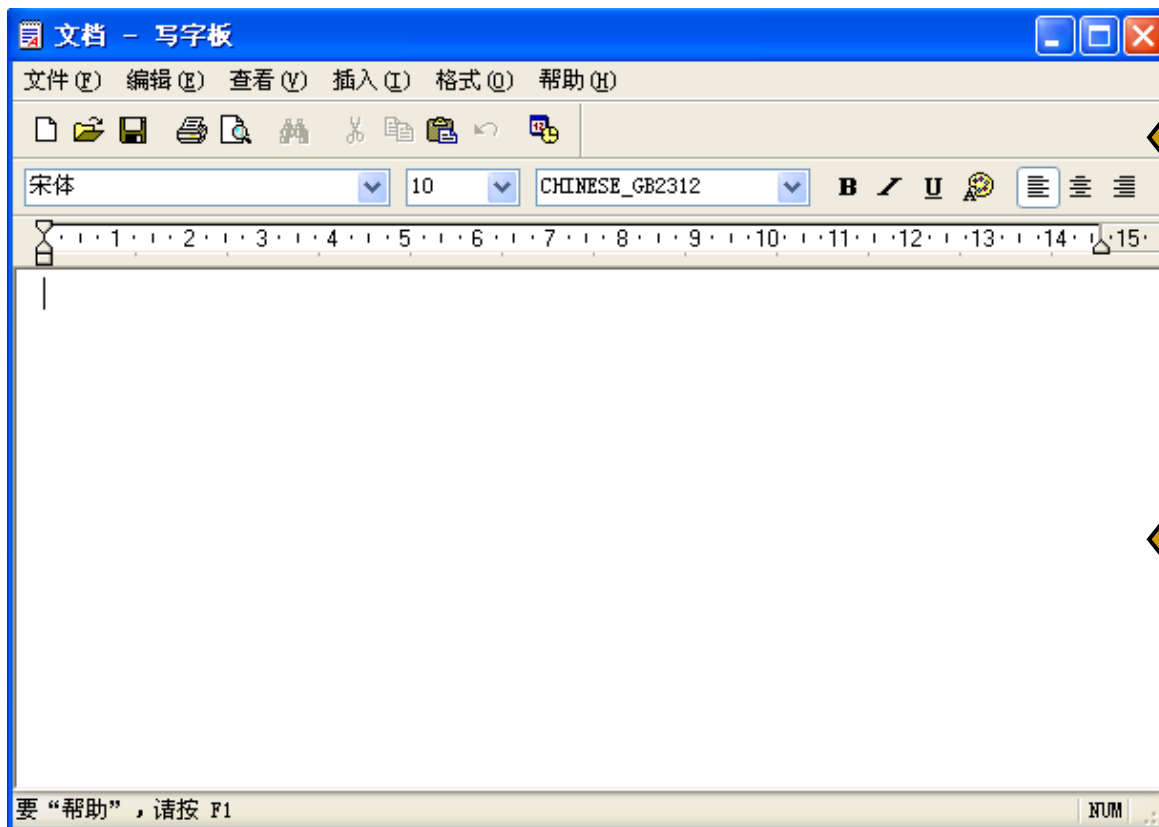 文档 - 写字板
文件(F) 编辑(E) 查看(V) 插入(I) 格式(O) 帮助(H)
宋体 10 CHINESE_GB2312 B I U A
1 2 3 4 5 6 7 8 9 10 11 12 13 14 15
要“帮助”,请按 F1 NUM